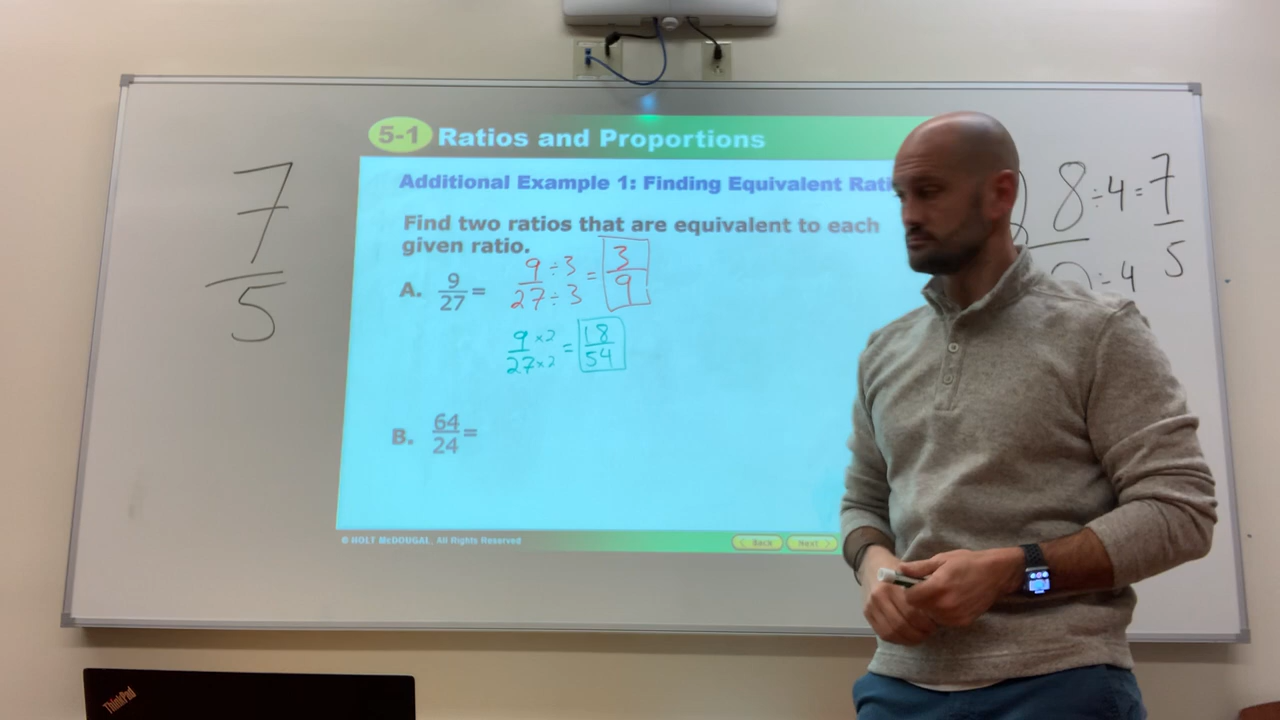 5-1 Ratios and Proportions
Additional Example 1: Finding Equivalent
Find two ratios that are equivalent to each
given ratio.
A. 9/27 = 9÷3/27÷3 = 3/9
9×2/27×2 = 18/54
B. 64/24 =
© HOLT McDOUGAL, All Rights Reserved
< Back
Next >
7/5
8 ÷4 = 7/5
÷4
ThinkPad